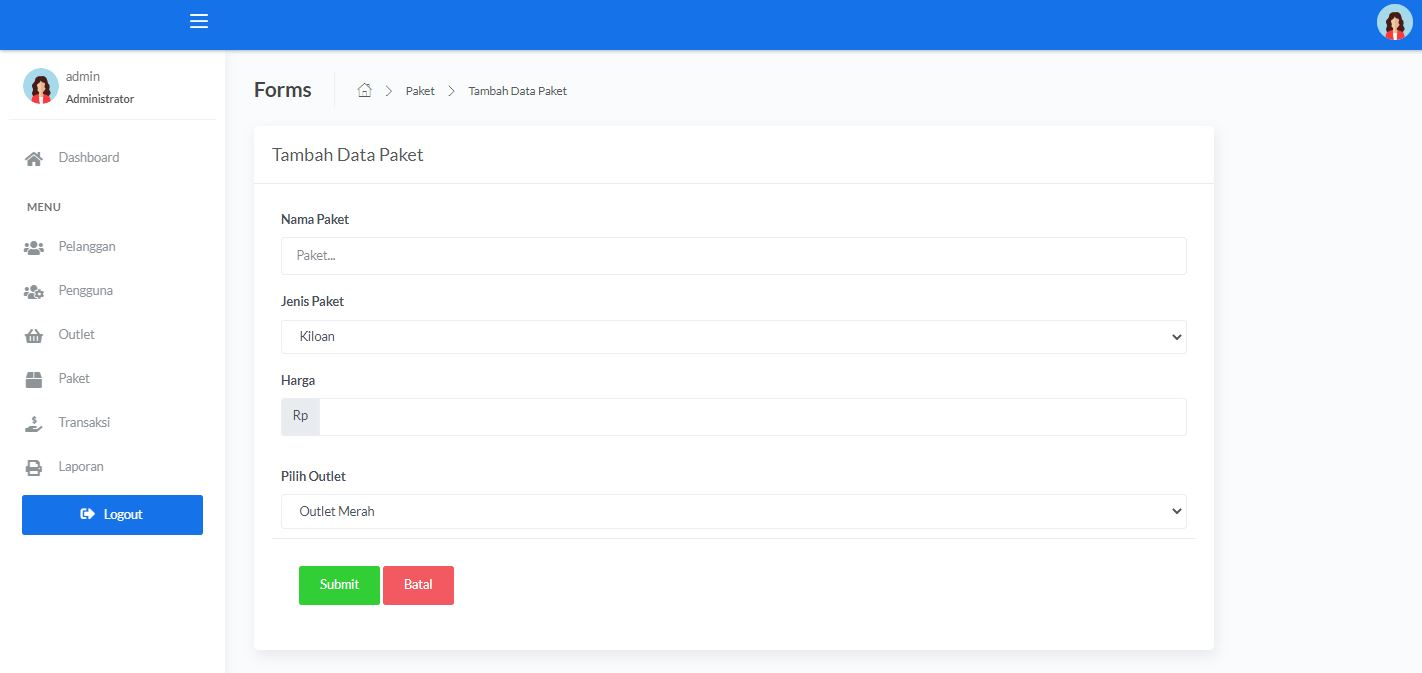 admin
Administrator
Dashboard
MENU
Pelanggan
Pengguna
Outlet
Paket
Transaksi
Laporan
Logout
Forms
Paket
Tambah Data Paket
Tambah Data Paket
Nama Paket
Paket...
Jenis Paket
Kiloan
Harga
Rp
Pilih Outlet
Outlet Merah
Submit
Batal